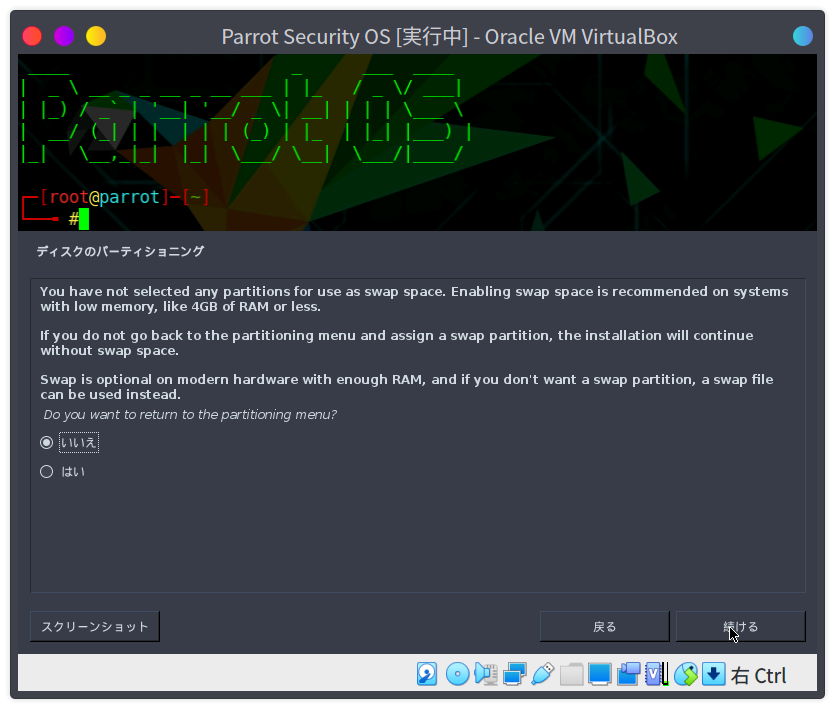 Parrot Security OS [実行中] - Oracle VM VirtualBox
Parrot OS
[root@parrot]─[~]
#
ディスクのパーティショニング
You have not selected any partitions for use as swap space. Enabling swap space is recommended on systems
with low memory, like 4GB of RAM or less.
If you do not go back to the partitioning menu and assign a swap partition, the installation will continue
without swap space.
Swap is optional on modern hardware with enough RAM, and if you don't want a swap partition, a swap file
can be used instead.
Do you want to return to the partitioning menu?
いいえ
はい
スクリーンショット
戻る
続ける
右 Ctrl